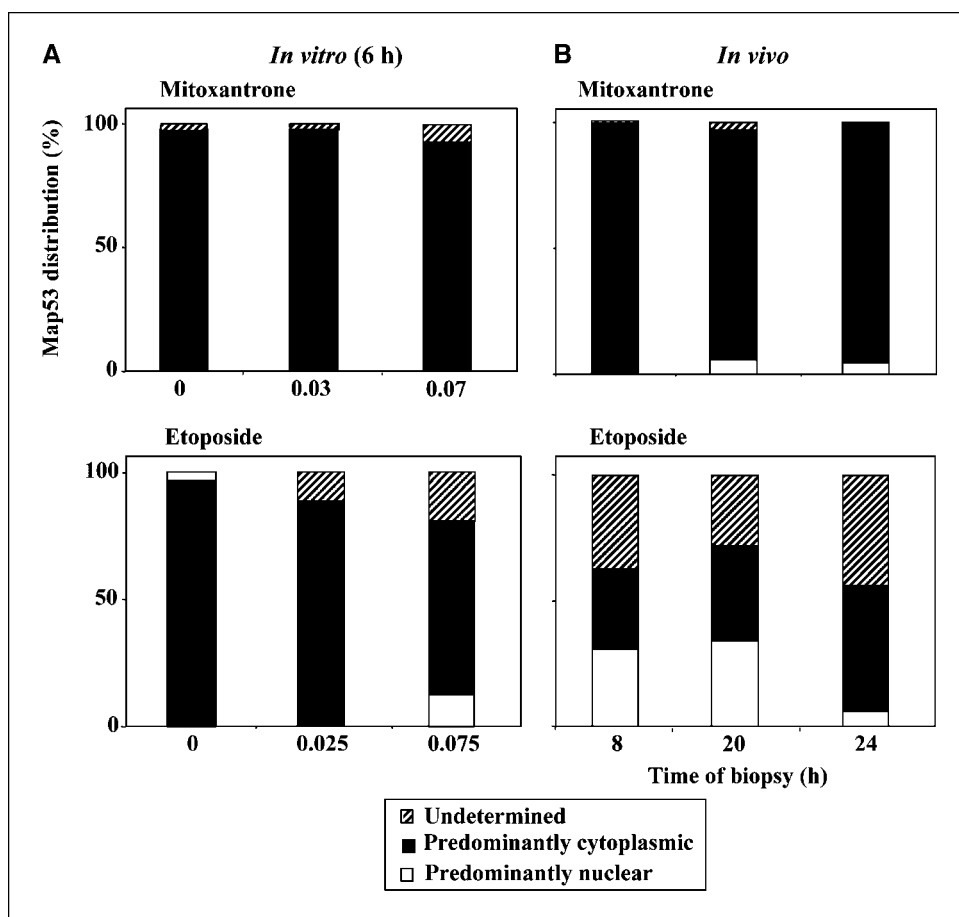 A
In vitro (6 h)
B
In vivo
Mitoxantrone
Mitoxantrone
Map53 distribution (%)
100
50
0
0 0.03 0.07
Etoposide
Etoposide
100
50
0
0 0.025 0.075
8 20 24
Time of biopsy (h)
Undetermined
Predominantly cytoplasmic
Predominantly nuclear